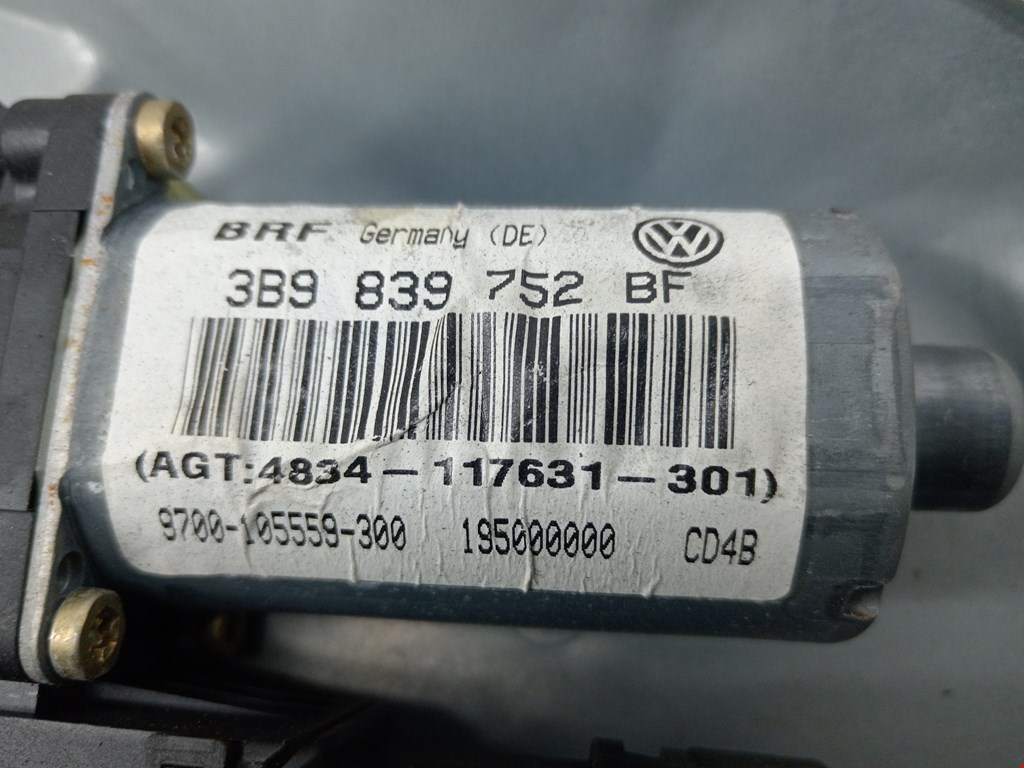 BRF Germany (DE)
3B9 839 752 BF
(AGT:4834-117631-301)
9700-105559-300 195000000 CD4B